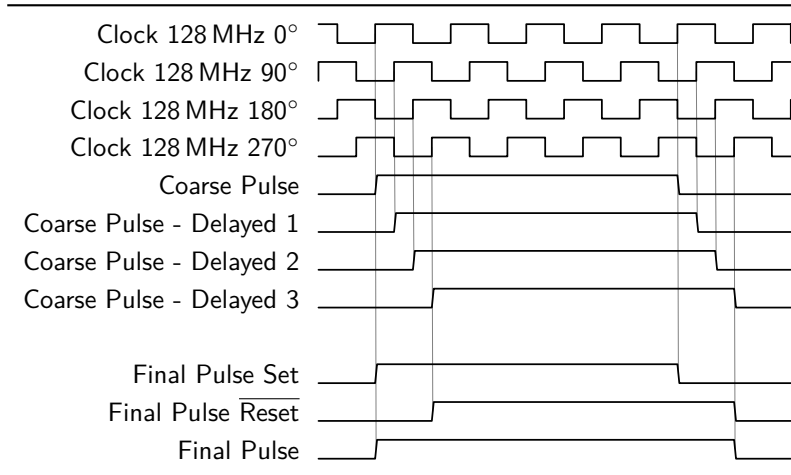 Clock 128 MHz 0°
Clock 128 MHz 90°
Clock 128 MHz 180°
Clock 128 MHz 270°
Coarse Pulse
Coarse Pulse - Delayed 1
Coarse Pulse - Delayed 2
Coarse Pulse - Delayed 3
Final Pulse Set
Final Pulse Reset
Final Pulse